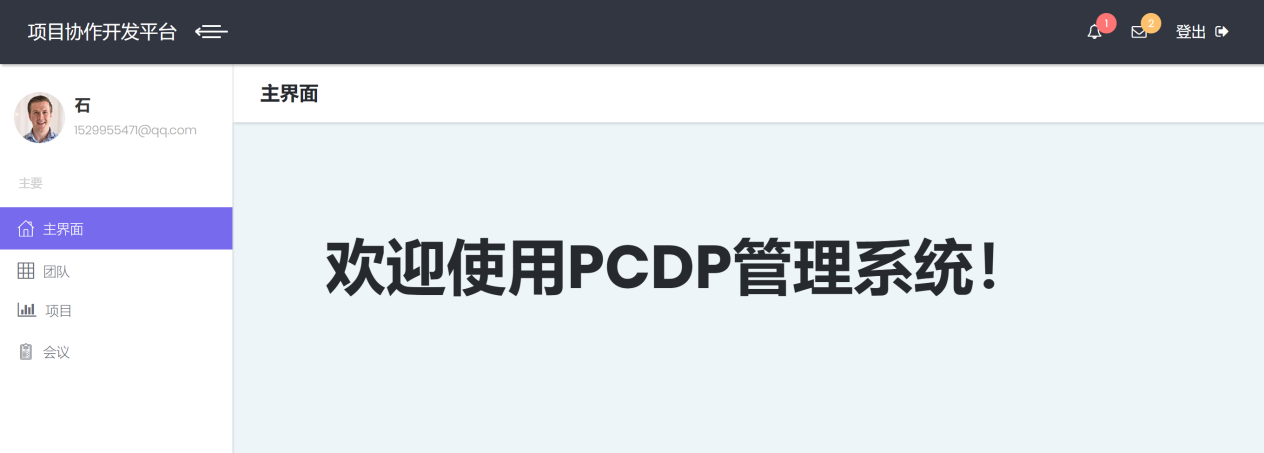 项目协作开发平台
1
2
登出
石
1529955471@qq.com
主要
主界面
团队
项目
会议
主界面
欢迎使用PCDP管理系统！